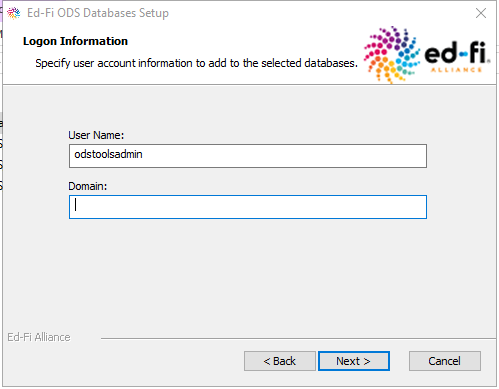 Ed-Fi ODS Databases Setup
Logon Information
Specify user account information to add to the selected databases.
ed-fi
ALLIANCE
User Name:
odstoolsadmin
Domain:
Ed-Fi Alliance
< Back
Next >
Cancel